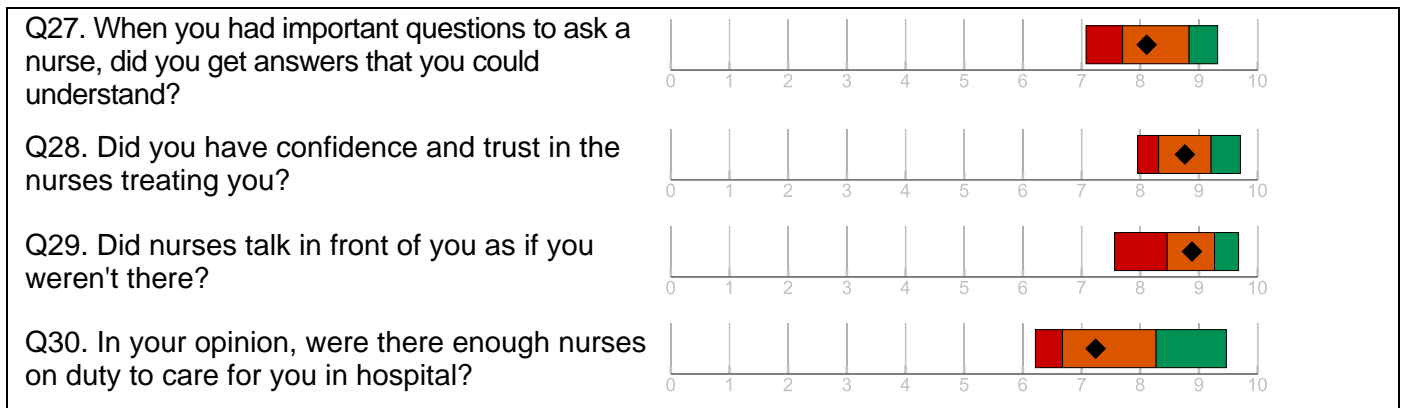 Q27. When you had important questions to ask a
nurse, did you get answers that you could
understand?
0 1 2 3 4 5 6 7 8 9 10
Q28. Did you have confidence and trust in the
nurses treating you?
0 1 2 3 4 5 6 7 8 9 10
Q29. Did nurses talk in front of you as if you
weren't there?
0 1 2 3 4 5 6 7 8 9 10
Q30. In your opinion, were there enough nurses
on duty to care for you in hospital?
0 1 2 3 4 5 6 7 8 9 10